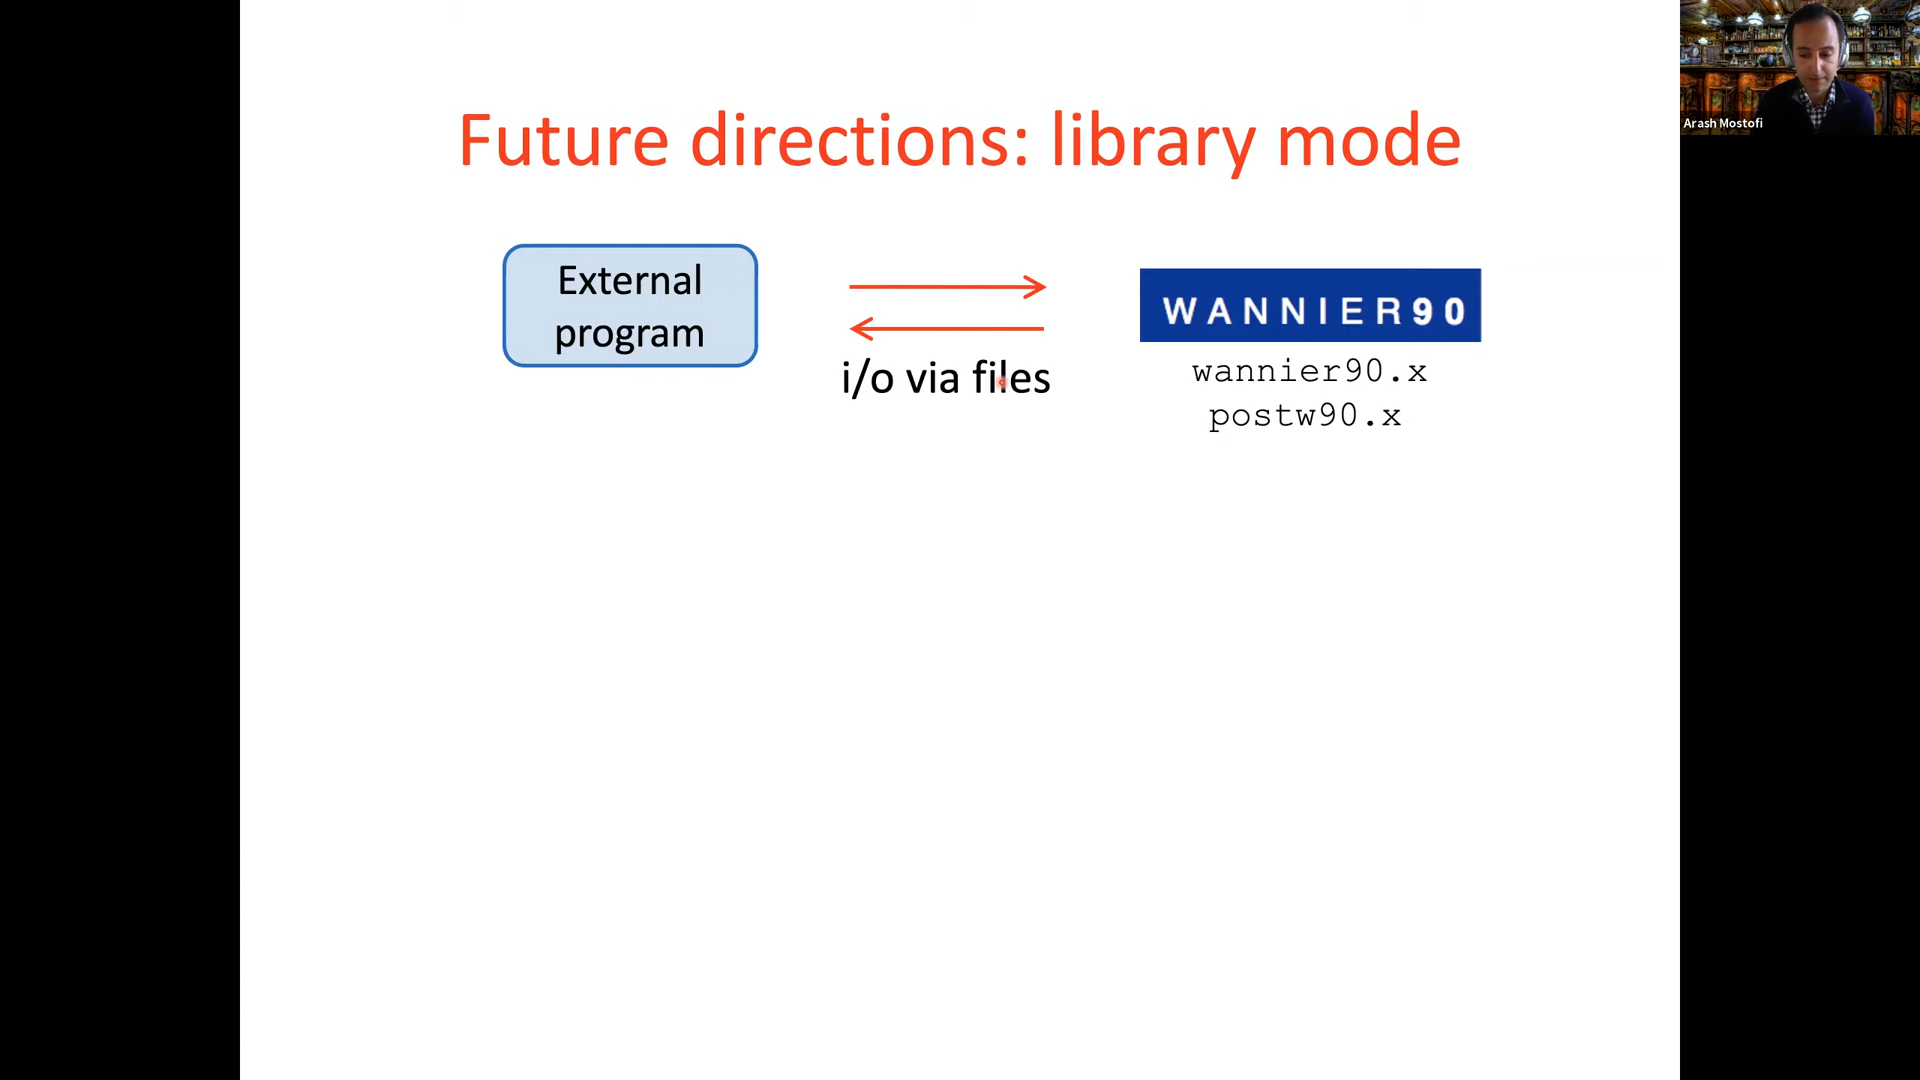 Arash Mostofi
Future directions: library mode
External
program
i/o via files
WANNIER90
wannier90.x
postw90.x